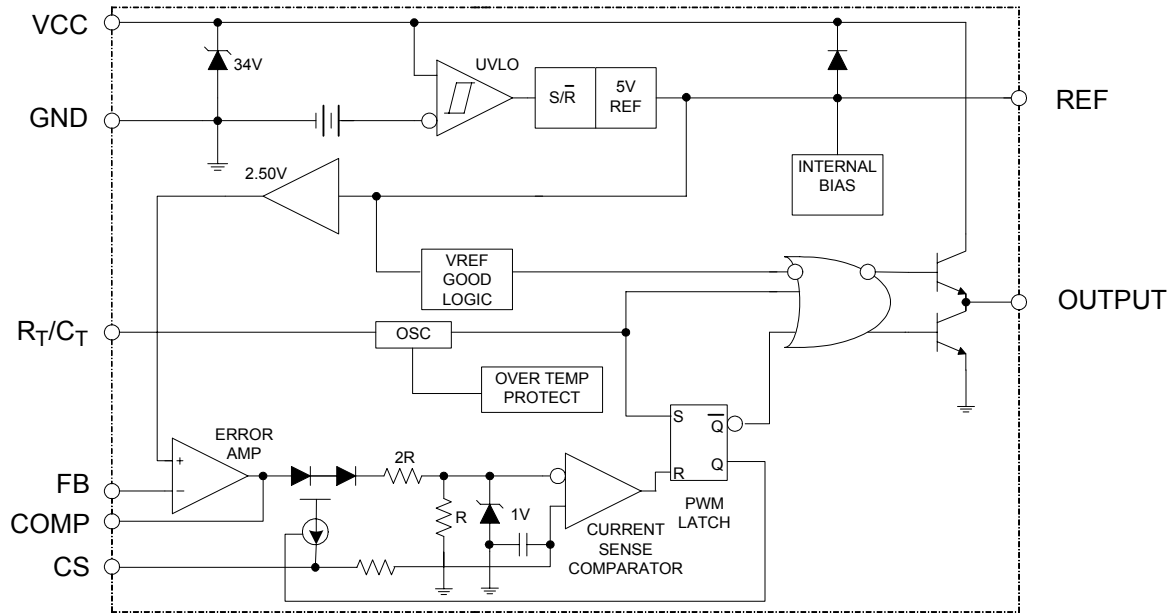 VCC
34V
UVLO
S/R̅
5V
REF
GND
REF
2.50V
INTERNAL
BIAS
VREF
GOOD
LOGIC
OUTPUT
RT/CT
OSC
OVER TEMP
PROTECT
ERROR
AMP
S
Q̅
2R
+
R
Q
FB
−
COMP
R
1V
PWM
LATCH
CURRENT
SENSE
COMPARATOR
CS